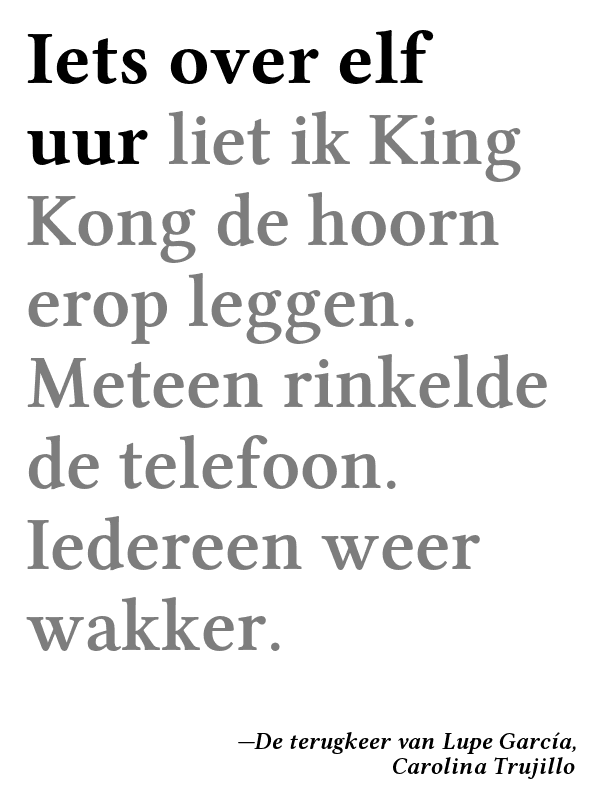 Iets over elf
uur liet ik King
Kong de hoorn
erop leggen.
Meteen rinkelde
de telefoon.
Iedereen weer
wakker.
—De terugkeer van Lupe García,
Carolina Trujillo